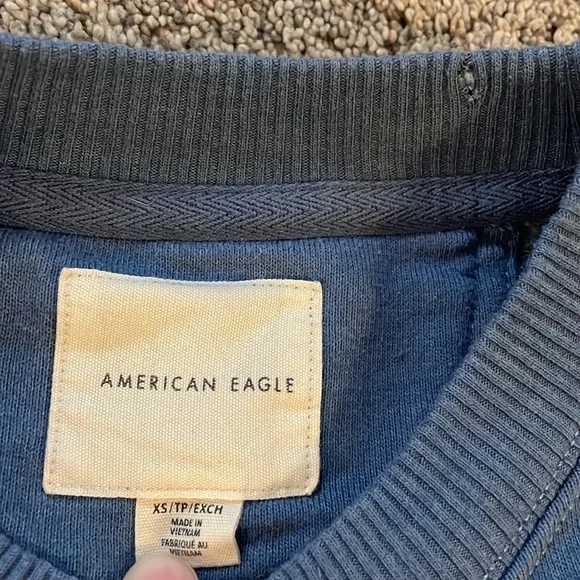 AMERICAN EAGLE
XS/TP/EXCH
MADE IN
VIETNAM
FABRIQUÉ AU
VIETNAM